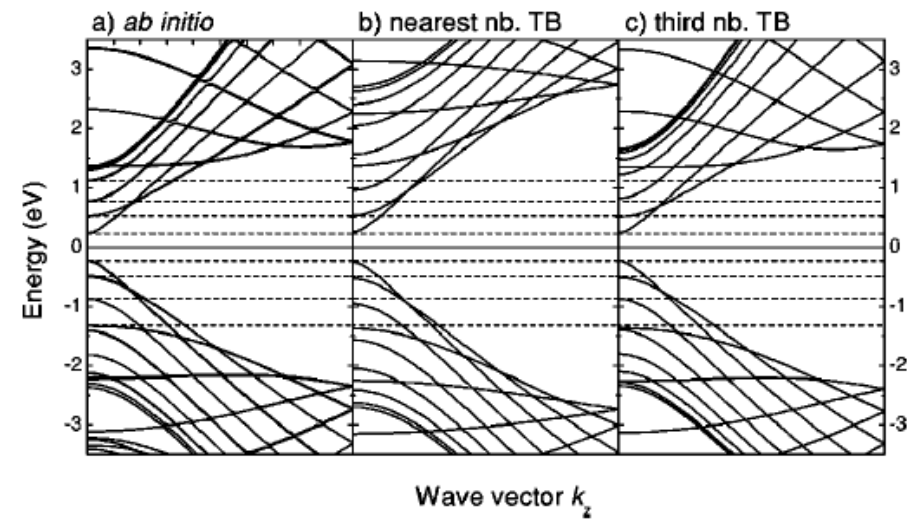 a) ab initio
b) nearest nb. TB
c) third nb. TB
Energy (eV)
3
2
1
0
-1
-2
-3
3
2
1
0
-1
-2
-3
Wave vector kz